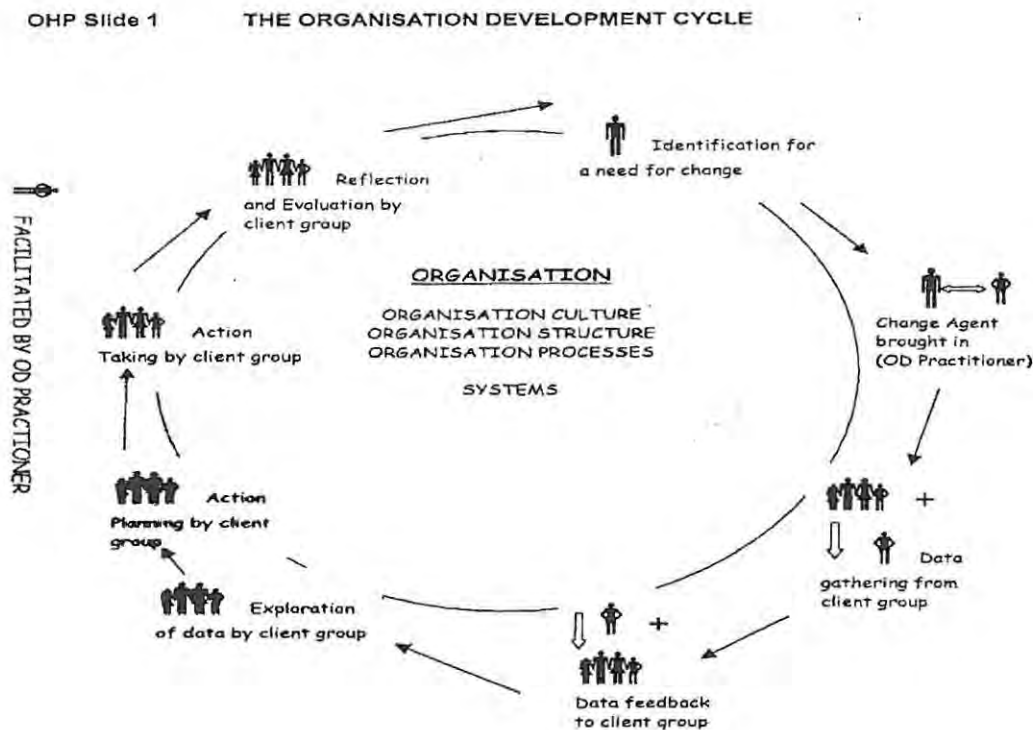 OHP Slide 1 THE ORGANISATION DEVELOPMENT CYCLE
Identification for
a need for change
Change Agent
brought in
(OD Practitioner)
+
Data
gathering from
client group
+
Data feedback
to client group
Exploration
of data by client group
Action
Planning by client
group
Action
Taking by client group
Reflection
and Evaluation by
client group
ORGANISATION
ORGANISATION CULTURE
ORGANISATION STRUCTURE
ORGANISATION PROCESSES
SYSTEMS
FACILITATED BY OD PRACTIONER